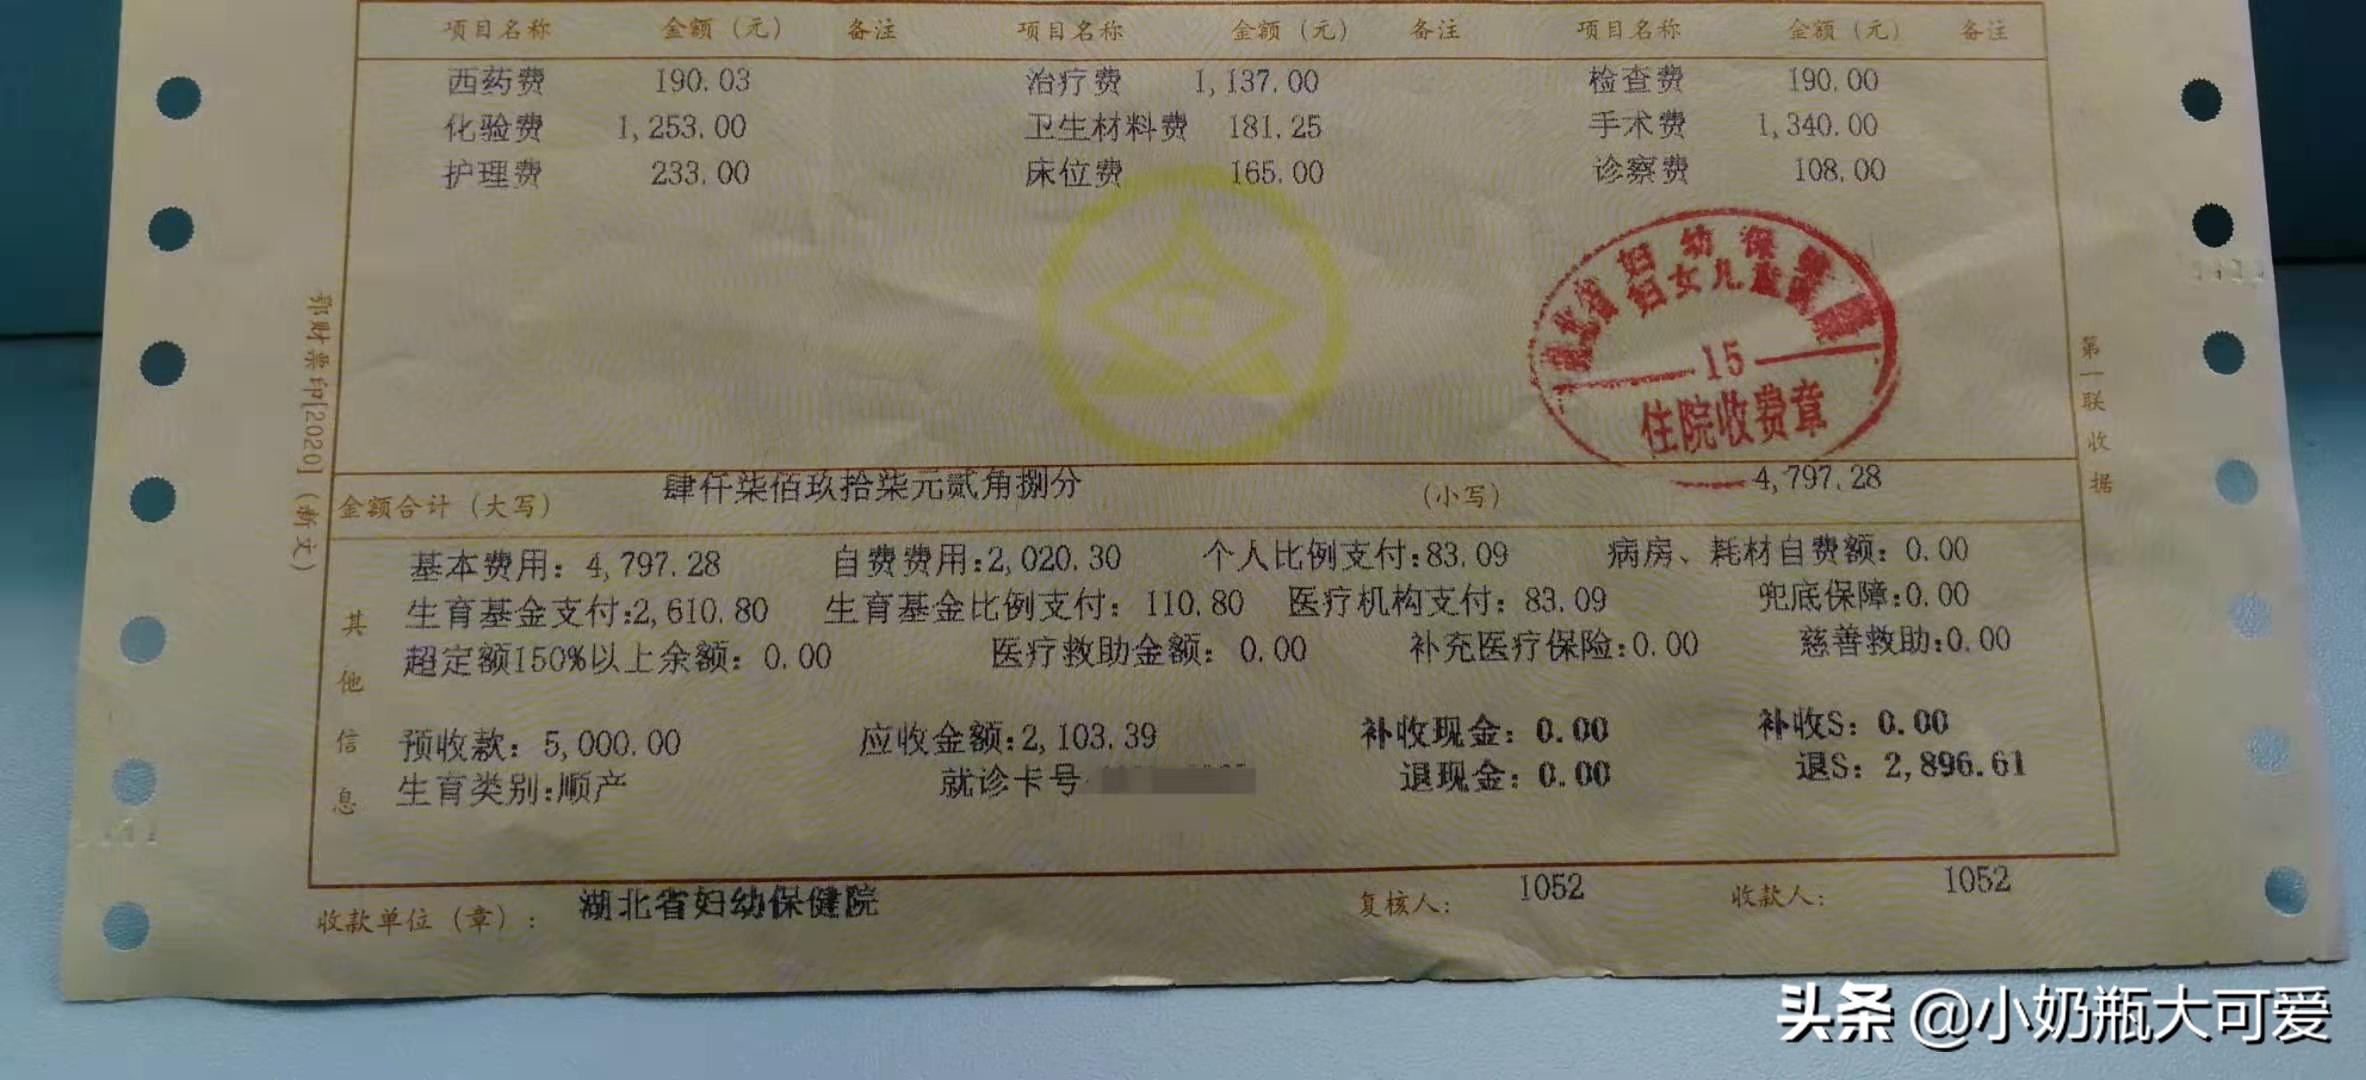 项目名称 金额（元） 备注 项目名称 金额（元） 备注 项目名称 金额（元） 备注
西药费 190.03 治疗费 1,137.00 检查费 190.00
化验费 1,253.00 卫生材料费 181.25 手术费 1,340.00
护理费 233.00 床位费 165.00 诊察费 108.00
鄂财票印[2020]
北省妇幼保
妇女儿童
15
住院收费章
第一联 收据
金额合计（大写） 肆仟柒佰玖拾柒元贰角捌分 （小写） 4,797.28
其他信息
基本费用：4,797.28 自费费用:2,020.30 个人比例支付:83.09 病房、耗材自费额：0.00
生育基金支付:2,610.80 生育基金比例支付：110.80 医疗机构支付：83.09 兜底保障:0.00
超定额150%以上余额：0.00 医疗救助金额：0.00 补充医疗保险:0.00 慈善救助:0.00
预收款：5,000.00 应收金额:2,103.39 补收现金：0.00 补收S：0.00
生育类别:顺产 就诊卡号 退现金：0.00 退S：2,896.61
收款单位（章）： 湖北省妇幼保健院 复核人： 1052 收款人： 1052
头条 @小奶瓶大可爱